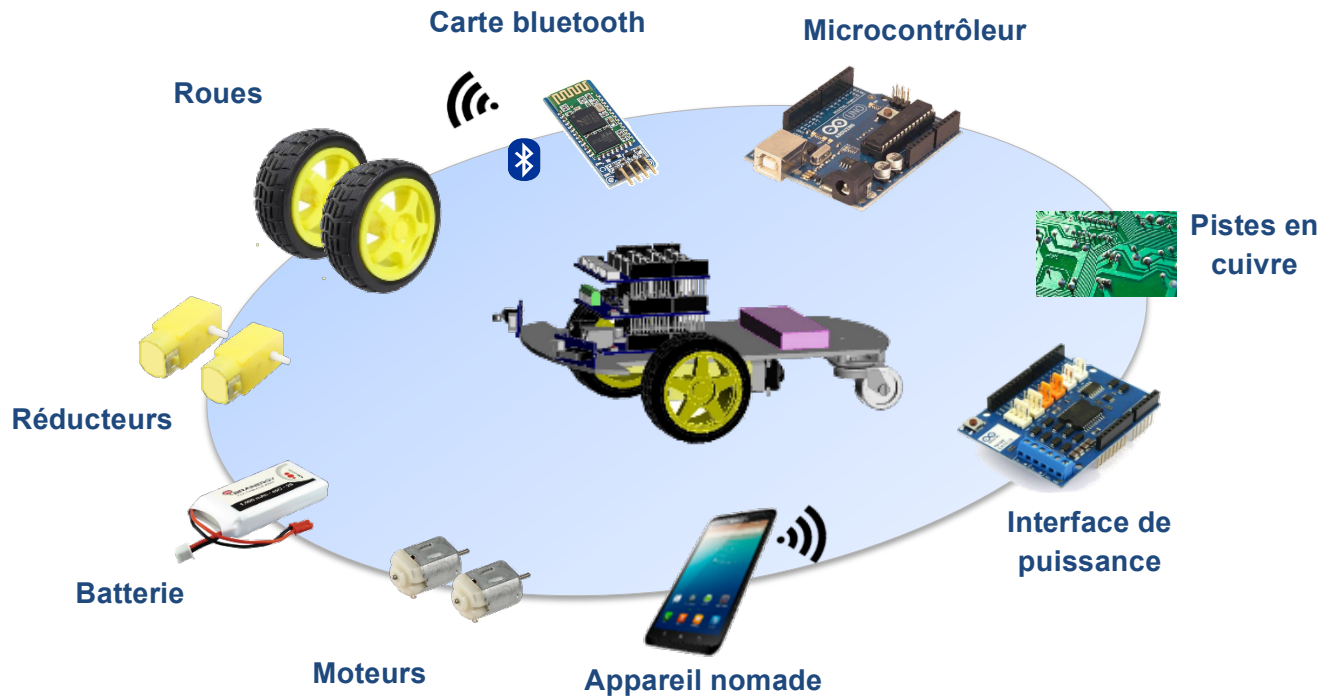 Carte bluetooth
Microcontrôleur
Roues
Pistes en
cuivre
Réducteurs
Interface de
puissance
Batterie
Moteurs
Appareil nomade